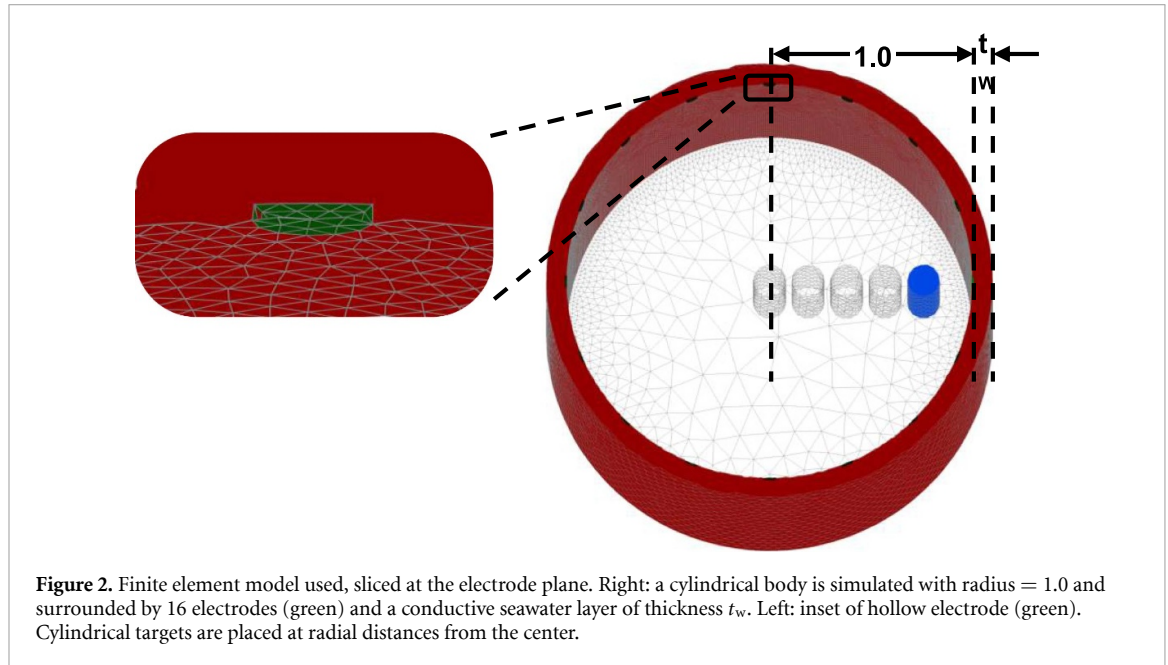 t
1.0
w
Figure 2. Finite element model used, sliced at the electrode plane. Right: a cylindrical body is simulated with radius = 1.0 and
surrounded by 16 electrodes (green) and a conductive seawater layer of thickness tw. Left: inset of hollow electrode (green).
Cylindrical targets are placed at radial distances from the center.